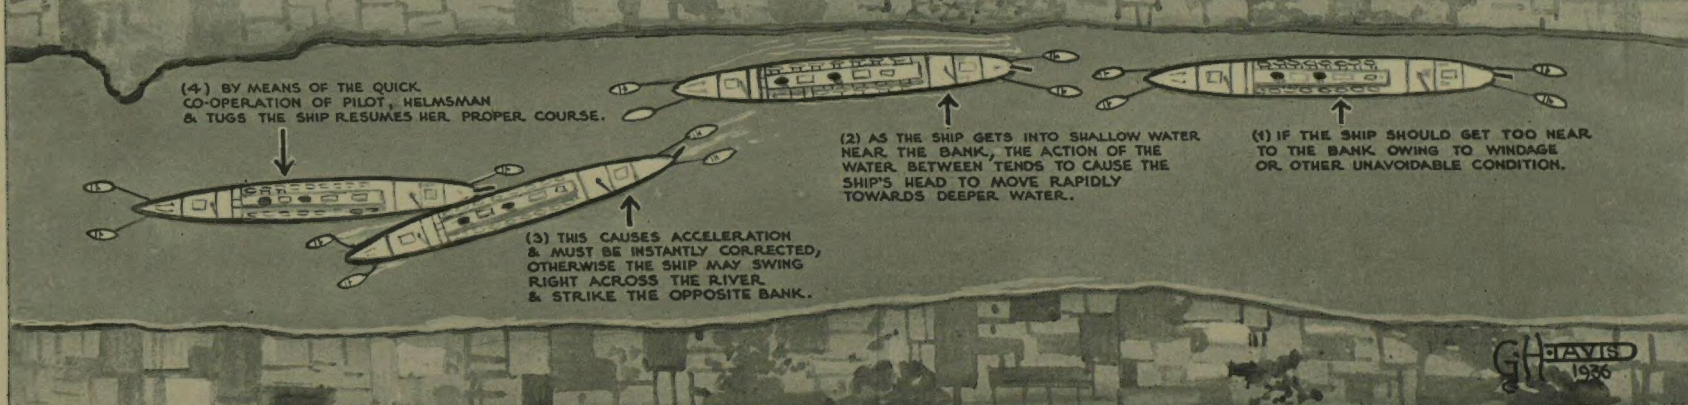 (4) BY MEANS OF THE QUICK
CO-OPERATION OF PILOT, HELMSMAN
& TUGS THE SHIP RESUMES HER PROPER COURSE.
(2) AS THE SHIP GETS INTO SHALLOW WATER
NEAR THE BANK, THE ACTION OF THE
WATER BETWEEN TENDS TO CAUSE THE
SHIP'S HEAD TO MOVE RAPIDLY
TOWARDS DEEPER WATER.
(1) IF THE SHIP SHOULD GET TOO NEAR
TO THE BANK OWING TO WINDAGE
OR OTHER UNAVOIDABLE CONDITION.
(3) THIS CAUSES ACCELERATION
& MUST BE INSTANTLY CORRECTED,
OTHERWISE THE SHIP MAY SWING
RIGHT ACROSS THE RIVER
& STRIKE THE OPPOSITE BANK.
GH DAVIS
1936